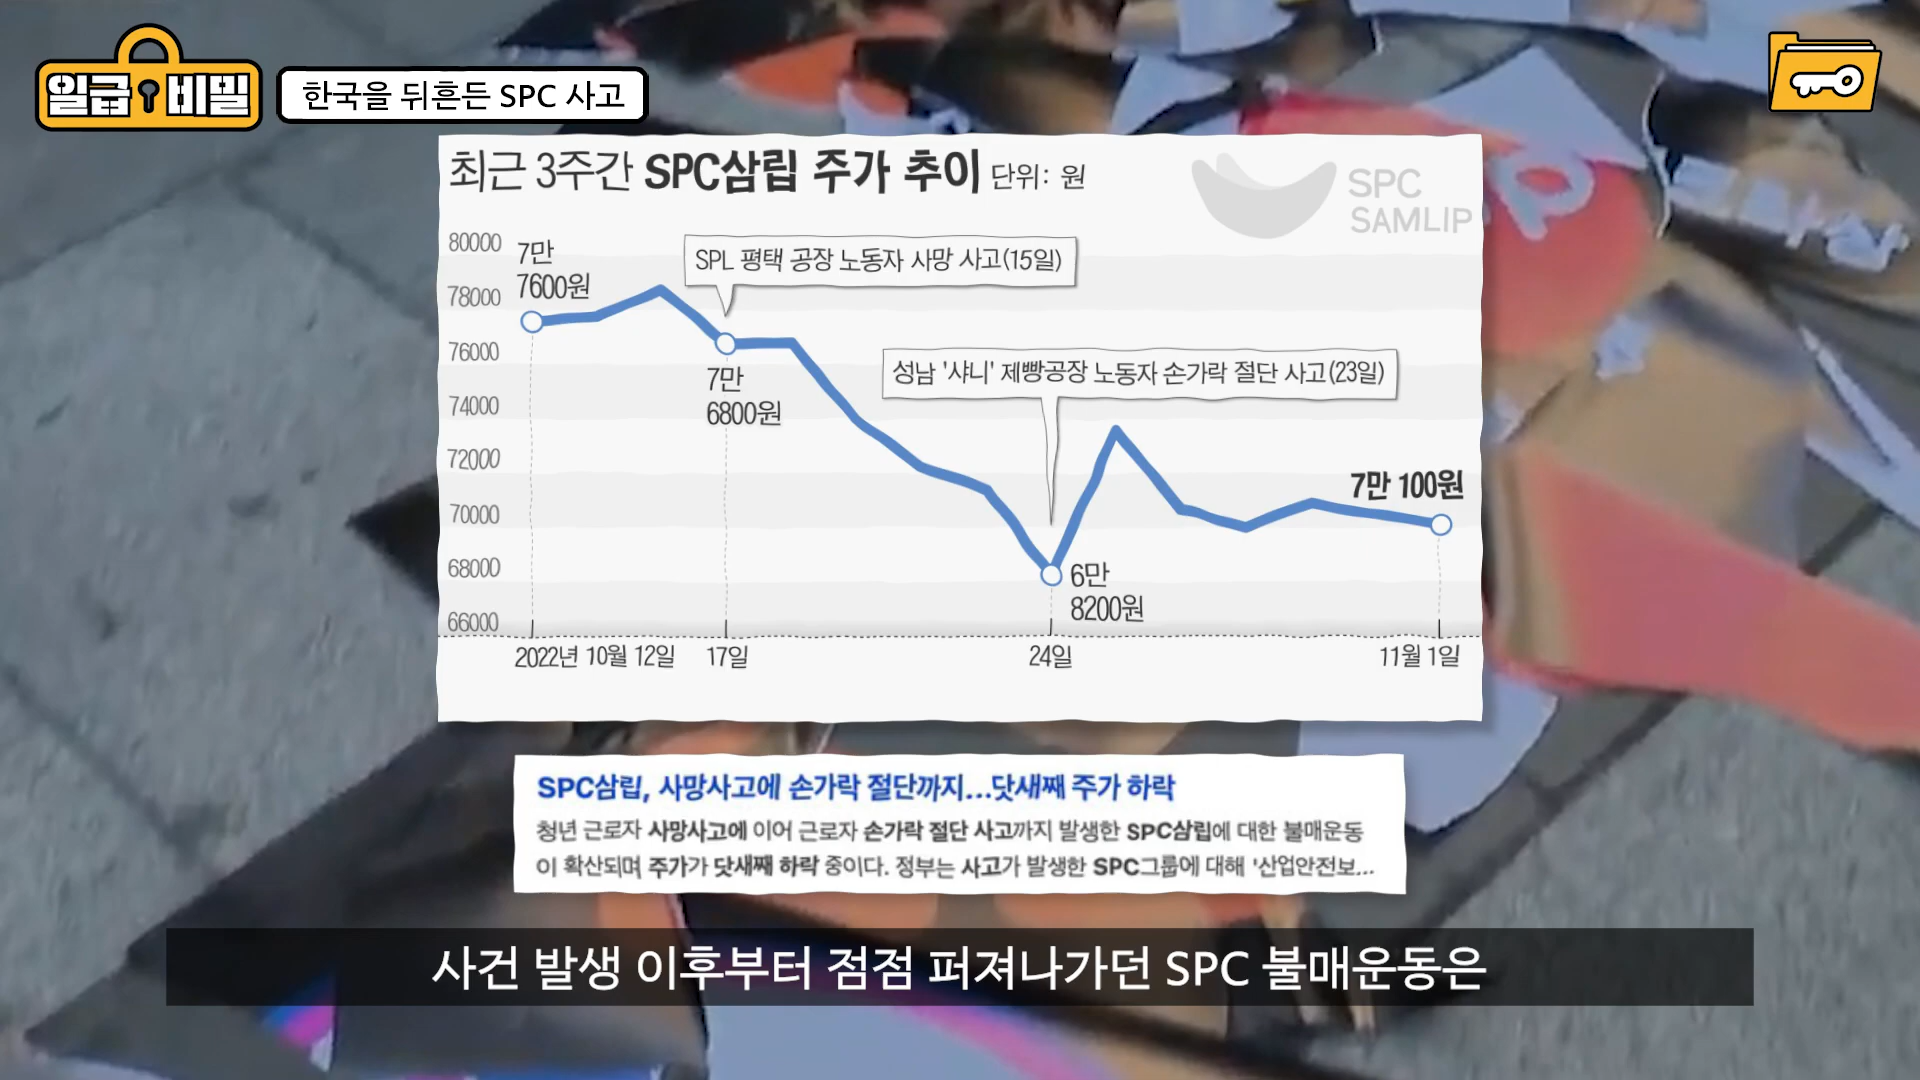 일급비밀
한국을 뒤흔든 SPC 사고
최근 3주간 SPC삼립 주가 추이 단위: 원
SPC
SAMLIP
80000
78000
76000
74000
72000
70000
68000
66000
7만
7600원
SPL 평택 공장 노동자 사망 사고(15일)
7만
6800원
성남 '샤니' 제빵공장 노동자 손가락 절단 사고(23일)
6만
8200원
7만 100원
2022년 10월 12일
17일
24일
11월 1일
SPC삼립, 사망사고에 손가락 절단까지...닷새째 주가 하락
청년 근로자 사망사고에 이어 근로자 손가락 절단 사고까지 발생한 SPC삼립에 대한 불매운동
이 확산되며 주가가 닷새째 하락 중이다. 정부는 사고가 발생한 SPC그룹에 대해 '산업안전보...
사건 발생 이후부터 점점 퍼져나가던 SPC 불매운동은